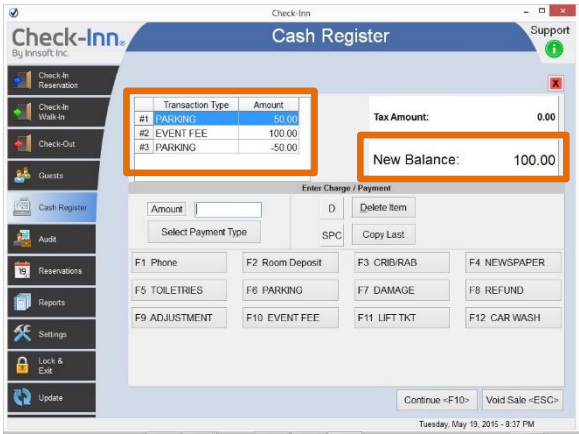 Check-Inn
Check-Inn®
By Innsoft Inc.
Cash Register
Support
i
X
Check-In
Reservation
Check-In
Walk-In
Check-Out
Guests
Cash Register
Audit
19
Reservations
Reports
Settings
Lock &
Exit
Update
Transaction Type Amount
#1 PARKING 50.00
#2 EVENT FEE 100.00
#3 PARKING -50.00
Tax Amount: 0.00
New Balance: 100.00
Enter Charge / Payment
Amount D Delete Item
Select Payment Type SPC Copy Last
F1 Phone F2 Room Deposit F3 CRIB/RAB F4 NEWSPAPER
F5 TOILETRIES F6 PARKING F7 DAMAGE F8 REFUND
F9 ADJUSTMENT F10 EVENT FEE F11 LIFT TKT F12 CAR WASH
Continue <F10> Void Sale <ESC>
Tuesday, May 19, 2015 - 8:37 PM